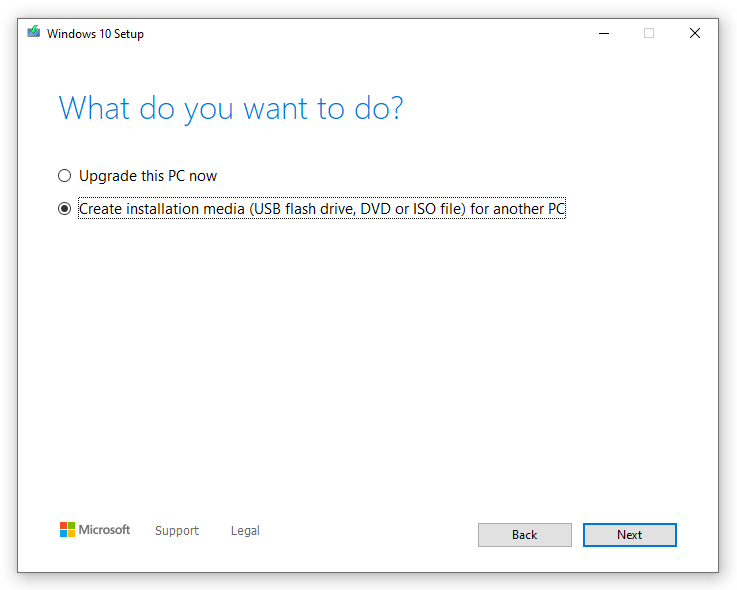 Windows 10 Setup
What do you want to do?
Upgrade this PC now
Create installation media (USB flash drive, DVD or ISO file) for another PC
Microsoft Support Legal Back Next